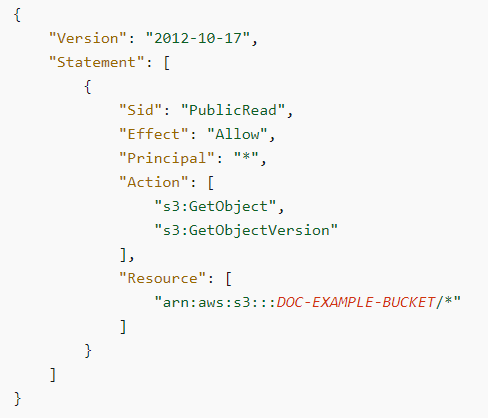 {
    "Version": "2012-10-17",
    "Statement": [
        {
            "Sid": "PublicRead",
            "Effect": "Allow",
            "Principal": "*",
            "Action": [
                "s3:GetObject",
                "s3:GetObjectVersion"
            ],
            "Resource": [
                "arn:aws:s3:::DOC-EXAMPLE-BUCKET/*"
            ]
        }
    ]
}